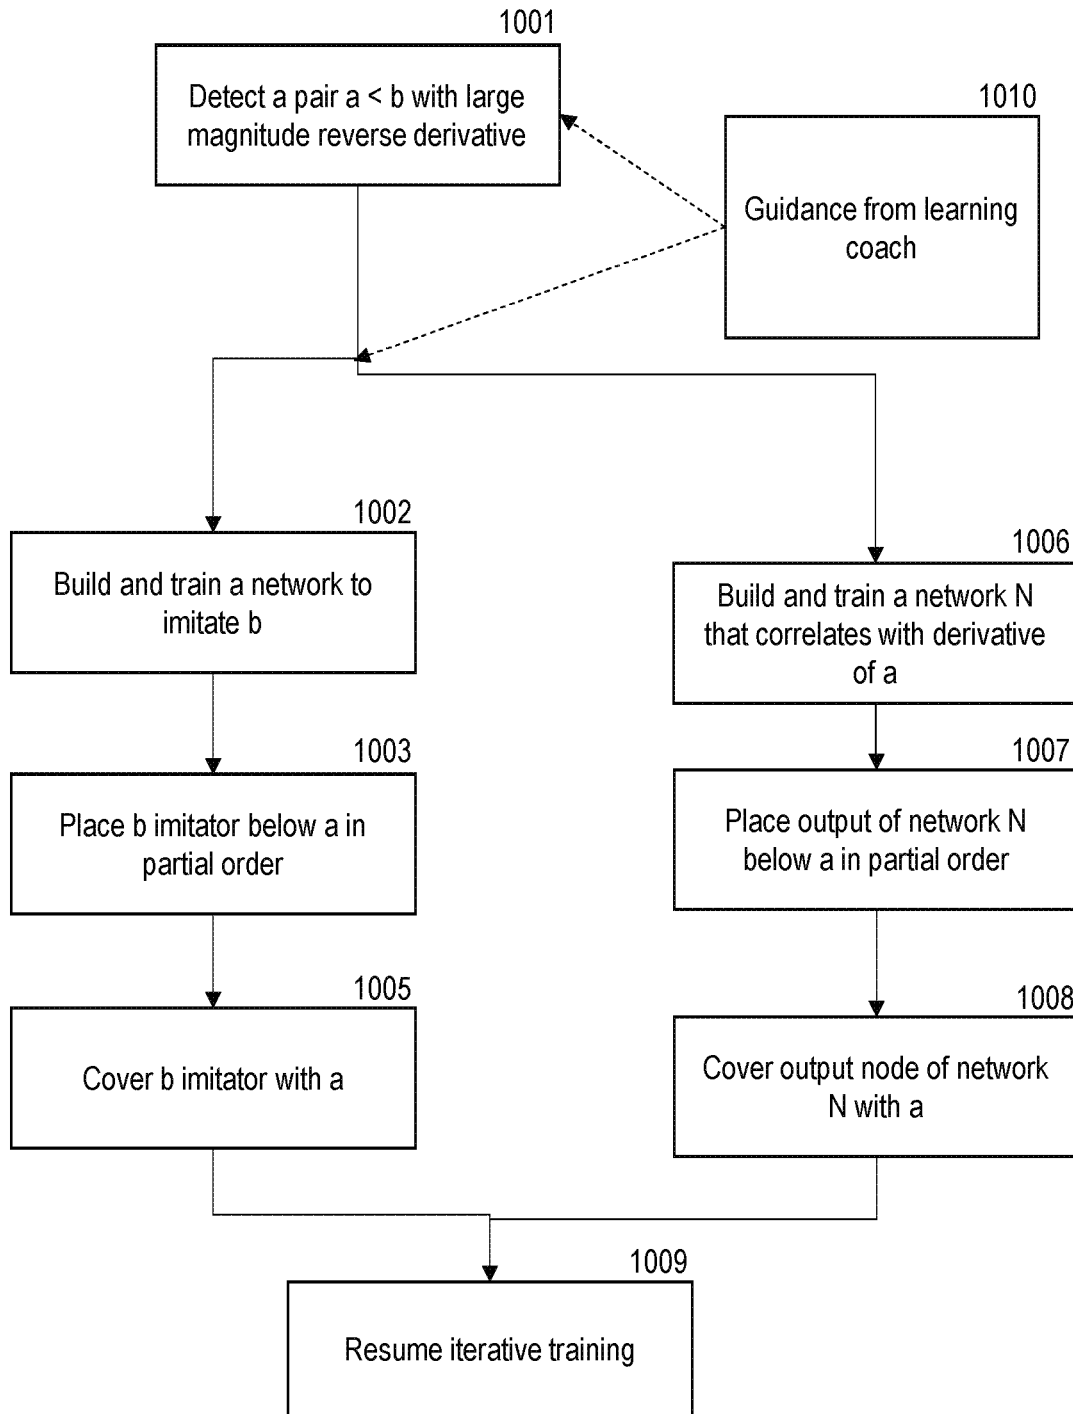 1001
Detect a pair a < b with large
magnitude reverse derivative
1010
Guidance from learning
coach
1002
Build and train a network to
imitate b
1006
Build and train a network N
that correlates with derivative
of a
1003
Place b imitator below a in
partial order
1007
Place output of network N
below a in partial order
1005
Cover b imitator with a
1008
Cover output node of network
N with a
1009
Resume iterative training